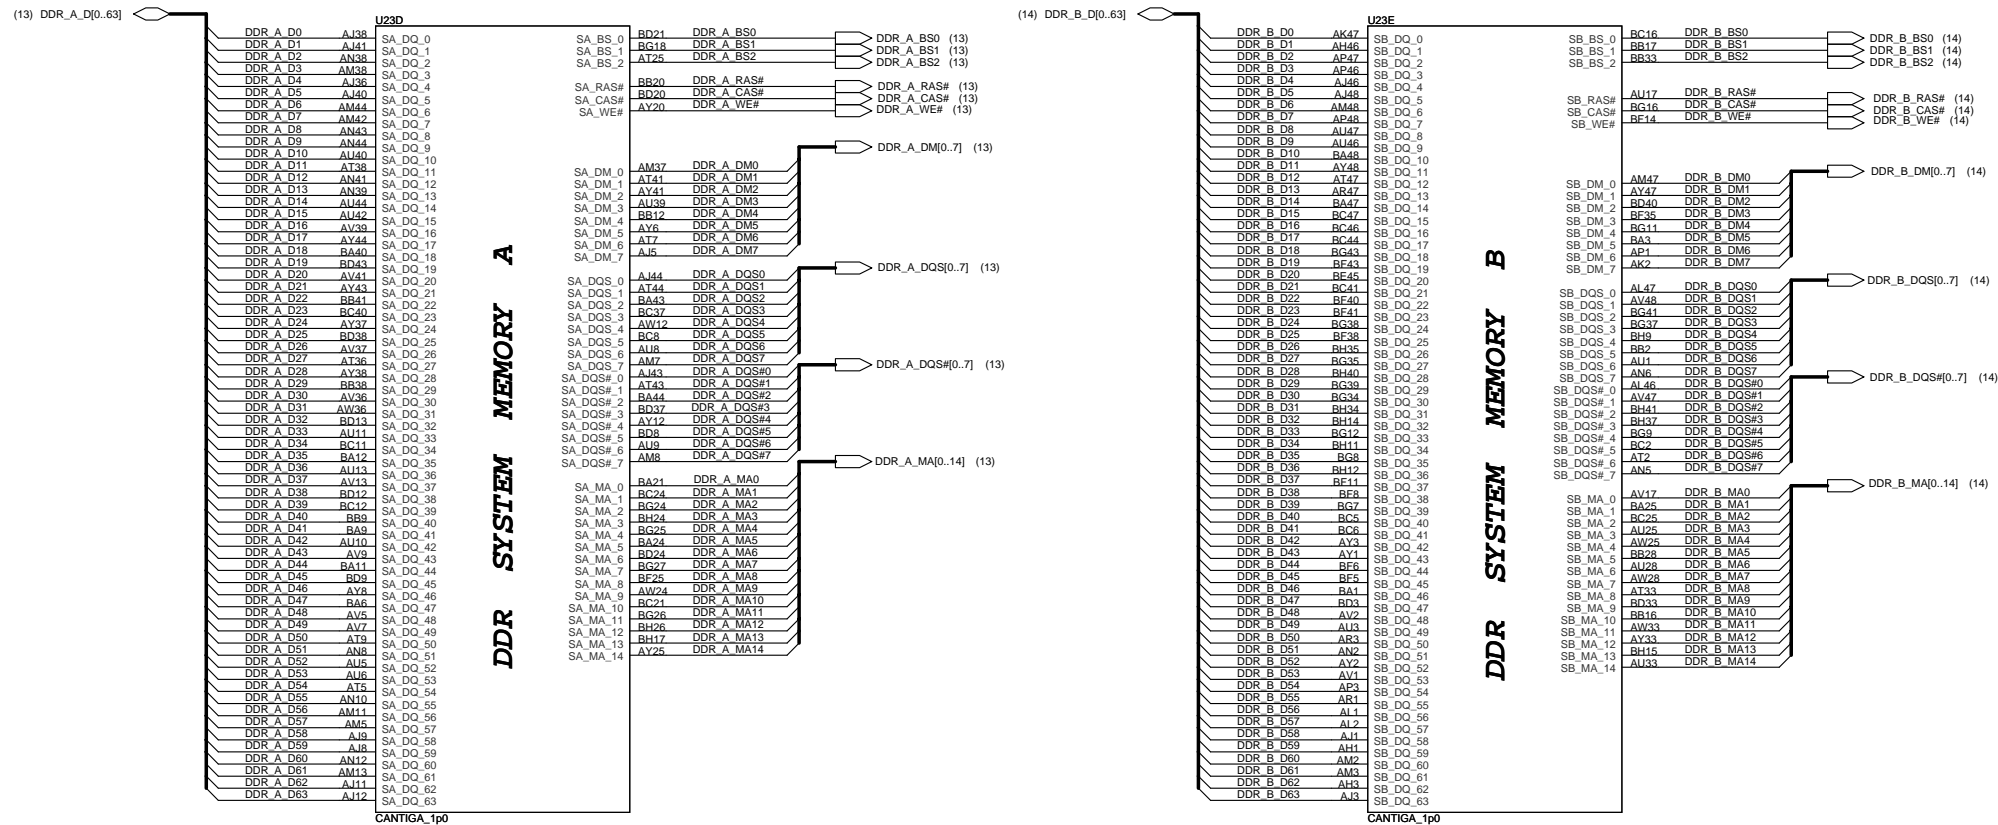 (13) DDR_A_D[0..63]
U23D
DDR_A_D0 AJ38 SA_DQ_0
DDR_A_D1 AJ41 SA_DQ_1
DDR_A_D2 AN38 SA_DQ_2
DDR_A_D3 AM38 SA_DQ_3
DDR_A_D4 AJ36 SA_DQ_4
DDR_A_D5 AJ40 SA_DQ_5
DDR_A_D6 AM44 SA_DQ_6
DDR_A_D7 AM42 SA_DQ_7
DDR_A_D8 AN43 SA_DQ_8
DDR_A_D9 AN44 SA_DQ_9
DDR_A_D10 AU40 SA_DQ_10
DDR_A_D11 AT38 SA_DQ_11
DDR_A_D12 AN41 SA_DQ_12
DDR_A_D13 AN39 SA_DQ_13
DDR_A_D14 AU44 SA_DQ_14
DDR_A_D15 AU42 SA_DQ_15
DDR_A_D16 AV39 SA_DQ_16
DDR_A_D17 AY44 SA_DQ_17
DDR_A_D18 BA40 SA_DQ_18
DDR_A_D19 BD43 SA_DQ_19
DDR_A_D20 AV41 SA_DQ_20
DDR_A_D21 AY43 SA_DQ_21
DDR_A_D22 BB41 SA_DQ_22
DDR_A_D23 BC40 SA_DQ_23
DDR_A_D24 AY37 SA_DQ_24
DDR_A_D25 BD38 SA_DQ_25
DDR_A_D26 AV37 SA_DQ_26
DDR_A_D27 AT36 SA_DQ_27
DDR_A_D28 AY38 SA_DQ_28
DDR_A_D29 BB38 SA_DQ_29
DDR_A_D30 AV36 SA_DQ_30
DDR_A_D31 AW36 SA_DQ_31
DDR_A_D32 BD13 SA_DQ_32
DDR_A_D33 AU11 SA_DQ_33
DDR_A_D34 BC11 SA_DQ_34
DDR_A_D35 BA12 SA_DQ_35
DDR_A_D36 AU13 SA_DQ_36
DDR_A_D37 AV13 SA_DQ_37
DDR_A_D38 BD12 SA_DQ_38
DDR_A_D39 BC12 SA_DQ_39
DDR_A_D40 BB9 SA_DQ_40
DDR_A_D41 BA9 SA_DQ_41
DDR_A_D42 AU10 SA_DQ_42
DDR_A_D43 AV9 SA_DQ_43
DDR_A_D44 BA11 SA_DQ_44
DDR_A_D45 BD9 SA_DQ_45
DDR_A_D46 AY8 SA_DQ_46
DDR_A_D47 BA6 SA_DQ_47
DDR_A_D48 AV5 SA_DQ_48
DDR_A_D49 AV7 SA_DQ_49
DDR_A_D50 AT9 SA_DQ_50
DDR_A_D51 AN8 SA_DQ_51
DDR_A_D52 AU5 SA_DQ_52
DDR_A_D53 AU6 SA_DQ_53
DDR_A_D54 AT5 SA_DQ_54
DDR_A_D55 AN10 SA_DQ_55
DDR_A_D56 AM11 SA_DQ_56
DDR_A_D57 AM5 SA_DQ_57
DDR_A_D58 AJ9 SA_DQ_58
DDR_A_D59 AJ8 SA_DQ_59
DDR_A_D60 AN12 SA_DQ_60
DDR_A_D61 AM13 SA_DQ_61
DDR_A_D62 AJ11 SA_DQ_62
DDR_A_D63 AJ12 SA_DQ_63
DDR SYSTEM MEMORY A
SA_BS_0 BD21 DDR_A_BS0 DDR_A_BS0 (13)
SA_BS_1 BG18 DDR_A_BS1 DDR_A_BS1 (13)
SA_BS_2 AT25 DDR_A_BS2 DDR_A_BS2 (13)
SA_RAS# BB20 DDR_A_RAS# DDR_A_RAS# (13)
SA_CAS# BD20 DDR_A_CAS# DDR_A_CAS# (13)
SA_WE# AY20 DDR_A_WE# DDR_A_WE# (13)
DDR_A_DM[0..7] (13)
SA_DM_0 AM37 DDR_A_DM0
SA_DM_1 AT41 DDR_A_DM1
SA_DM_2 AY41 DDR_A_DM2
SA_DM_3 AU39 DDR_A_DM3
SA_DM_4 BB12 DDR_A_DM4
SA_DM_5 AY6 DDR_A_DM5
SA_DM_6 AT7 DDR_A_DM6
SA_DM_7 AJ5 DDR_A_DM7
DDR_A_DQS[0..7] (13)
SA_DQS_0 AJ44 DDR_A_DQS0
SA_DQS_1 AT44 DDR_A_DQS1
SA_DQS_2 BA43 DDR_A_DQS2
SA_DQS_3 BC37 DDR_A_DQS3
SA_DQS_4 AW12 DDR_A_DQS4
SA_DQS_5 BC8 DDR_A_DQS5
SA_DQS_6 AU8 DDR_A_DQS6
SA_DQS_7 AM7 DDR_A_DQS7
DDR_A_DQS#[0..7] (13)
SA_DQS#_0 AJ43 DDR_A_DQS#0
SA_DQS#_1 AT43 DDR_A_DQS#1
SA_DQS#_2 BA44 DDR_A_DQS#2
SA_DQS#_3 BD37 DDR_A_DQS#3
SA_DQS#_4 AY12 DDR_A_DQS#4
SA_DQS#_5 BD8 DDR_A_DQS#5
SA_DQS#_6 AU9 DDR_A_DQS#6
SA_DQS#_7 AM8 DDR_A_DQS#7
DDR_A_MA[0..14] (13)
SA_MA_0 BA21 DDR_A_MA0
SA_MA_1 BC24 DDR_A_MA1
SA_MA_2 BG24 DDR_A_MA2
SA_MA_3 BH24 DDR_A_MA3
SA_MA_4 BG25 DDR_A_MA4
SA_MA_5 BA24 DDR_A_MA5
SA_MA_6 BD24 DDR_A_MA6
SA_MA_7 BG27 DDR_A_MA7
SA_MA_8 BF25 DDR_A_MA8
SA_MA_9 AW24 DDR_A_MA9
SA_MA_10 BC21 DDR_A_MA10
SA_MA_11 BG26 DDR_A_MA11
SA_MA_12 BH26 DDR_A_MA12
SA_MA_13 BH17 DDR_A_MA13
SA_MA_14 AY25 DDR_A_MA14
CANTIGA_1p0
(14) DDR_B_D[0..63]
U23E
DDR_B_D0 AK47 SB_DQ_0
DDR_B_D1 AH46 SB_DQ_1
DDR_B_D2 AP47 SB_DQ_2
DDR_B_D3 AP46 SB_DQ_3
DDR_B_D4 AJ46 SB_DQ_4
DDR_B_D5 AJ48 SB_DQ_5
DDR_B_D6 AM48 SB_DQ_6
DDR_B_D7 AP48 SB_DQ_7
DDR_B_D8 AU47 SB_DQ_8
DDR_B_D9 AU46 SB_DQ_9
DDR_B_D10 BA48 SB_DQ_10
DDR_B_D11 AY48 SB_DQ_11
DDR_B_D12 AT47 SB_DQ_12
DDR_B_D13 AR47 SB_DQ_13
DDR_B_D14 BA47 SB_DQ_14
DDR_B_D15 BC47 SB_DQ_15
DDR_B_D16 BC46 SB_DQ_16
DDR_B_D17 BC44 SB_DQ_17
DDR_B_D18 BG43 SB_DQ_18
DDR_B_D19 BF43 SB_DQ_19
DDR_B_D20 BE45 SB_DQ_20
DDR_B_D21 BC41 SB_DQ_21
DDR_B_D22 BF40 SB_DQ_22
DDR_B_D23 BF41 SB_DQ_23
DDR_B_D24 BG38 SB_DQ_24
DDR_B_D25 BF38 SB_DQ_25
DDR_B_D26 BH35 SB_DQ_26
DDR_B_D27 BG35 SB_DQ_27
DDR_B_D28 BH40 SB_DQ_28
DDR_B_D29 BG39 SB_DQ_29
DDR_B_D30 BG34 SB_DQ_30
DDR_B_D31 BH34 SB_DQ_31
DDR_B_D32 BH14 SB_DQ_32
DDR_B_D33 BG12 SB_DQ_33
DDR_B_D34 BH11 SB_DQ_34
DDR_B_D35 BG8 SB_DQ_35
DDR_B_D36 BH12 SB_DQ_36
DDR_B_D37 BF11 SB_DQ_37
DDR_B_D38 BF8 SB_DQ_38
DDR_B_D39 BG7 SB_DQ_39
DDR_B_D40 BC5 SB_DQ_40
DDR_B_D41 BC6 SB_DQ_41
DDR_B_D42 AY3 SB_DQ_42
DDR_B_D43 AY1 SB_DQ_43
DDR_B_D44 BF6 SB_DQ_44
DDR_B_D45 BF5 SB_DQ_45
DDR_B_D46 BA1 SB_DQ_46
DDR_B_D47 BD3 SB_DQ_47
DDR_B_D48 AV2 SB_DQ_48
DDR_B_D49 AU3 SB_DQ_49
DDR_B_D50 AR3 SB_DQ_50
DDR_B_D51 AN2 SB_DQ_51
DDR_B_D52 AY2 SB_DQ_52
DDR_B_D53 AV1 SB_DQ_53
DDR_B_D54 AP3 SB_DQ_54
DDR_B_D55 AR1 SB_DQ_55
DDR_B_D56 AL1 SB_DQ_56
DDR_B_D57 AL2 SB_DQ_57
DDR_B_D58 AJ1 SB_DQ_58
DDR_B_D59 AH1 SB_DQ_59
DDR_B_D60 AM2 SB_DQ_60
DDR_B_D61 AM3 SB_DQ_61
DDR_B_D62 AH3 SB_DQ_62
DDR_B_D63 AJ3 SB_DQ_63
DDR SYSTEM MEMORY B
SB_BS_0 BC16 DDR_B_BS0 DDR_B_BS0 (14)
SB_BS_1 BB17 DDR_B_BS1 DDR_B_BS1 (14)
SB_BS_2 BB33 DDR_B_BS2 DDR_B_BS2 (14)
SB_RAS# AU17 DDR_B_RAS# DDR_B_RAS# (14)
SB_CAS# BG16 DDR_B_CAS# DDR_B_CAS# (14)
SB_WE# BF14 DDR_B_WE# DDR_B_WE# (14)
DDR_B_DM[0..7] (14)
SB_DM_0 AM47 DDR_B_DM0
SB_DM_1 AY47 DDR_B_DM1
SB_DM_2 BD40 DDR_B_DM2
SB_DM_3 BF35 DDR_B_DM3
SB_DM_4 BG11 DDR_B_DM4
SB_DM_5 BA3 DDR_B_DM5
SB_DM_6 AP1 DDR_B_DM6
SB_DM_7 AK2 DDR_B_DM7
DDR_B_DQS[0..7] (14)
SB_DQS_0 AL47 DDR_B_DQS0
SB_DQS_1 AV48 DDR_B_DQS1
SB_DQS_2 BG41 DDR_B_DQS2
SB_DQS_3 BG37 DDR_B_DQS3
SB_DQS_4 BH9 DDR_B_DQS4
SB_DQS_5 BB2 DDR_B_DQS5
SB_DQS_6 AU1 DDR_B_DQS6
SB_DQS_7 AN6 DDR_B_DQS7
DDR_B_DQS#[0..7] (14)
SB_DQS#_0 AL46 DDR_B_DQS#0
SB_DQS#_1 AV47 DDR_B_DQS#1
SB_DQS#_2 BH41 DDR_B_DQS#2
SB_DQS#_3 BH37 DDR_B_DQS#3
SB_DQS#_4 BG9 DDR_B_DQS#4
SB_DQS#_5 BC2 DDR_B_DQS#5
SB_DQS#_6 AT2 DDR_B_DQS#6
SB_DQS#_7 AN5 DDR_B_DQS#7
DDR_B_MA[0..14] (14)
SB_MA_0 AV17 DDR_B_MA0
SB_MA_1 BA25 DDR_B_MA1
SB_MA_2 BC25 DDR_B_MA2
SB_MA_3 AU25 DDR_B_MA3
SB_MA_4 AW25 DDR_B_MA4
SB_MA_5 BB28 DDR_B_MA5
SB_MA_6 AU28 DDR_B_MA6
SB_MA_7 AW28 DDR_B_MA7
SB_MA_8 AT33 DDR_B_MA8
SB_MA_9 BD33 DDR_B_MA9
SB_MA_10 BB16 DDR_B_MA10
SB_MA_11 AW33 DDR_B_MA11
SB_MA_12 AY33 DDR_B_MA12
SB_MA_13 BH15 DDR_B_MA13
SB_MA_14 AU33 DDR_B_MA14
CANTIGA_1p0